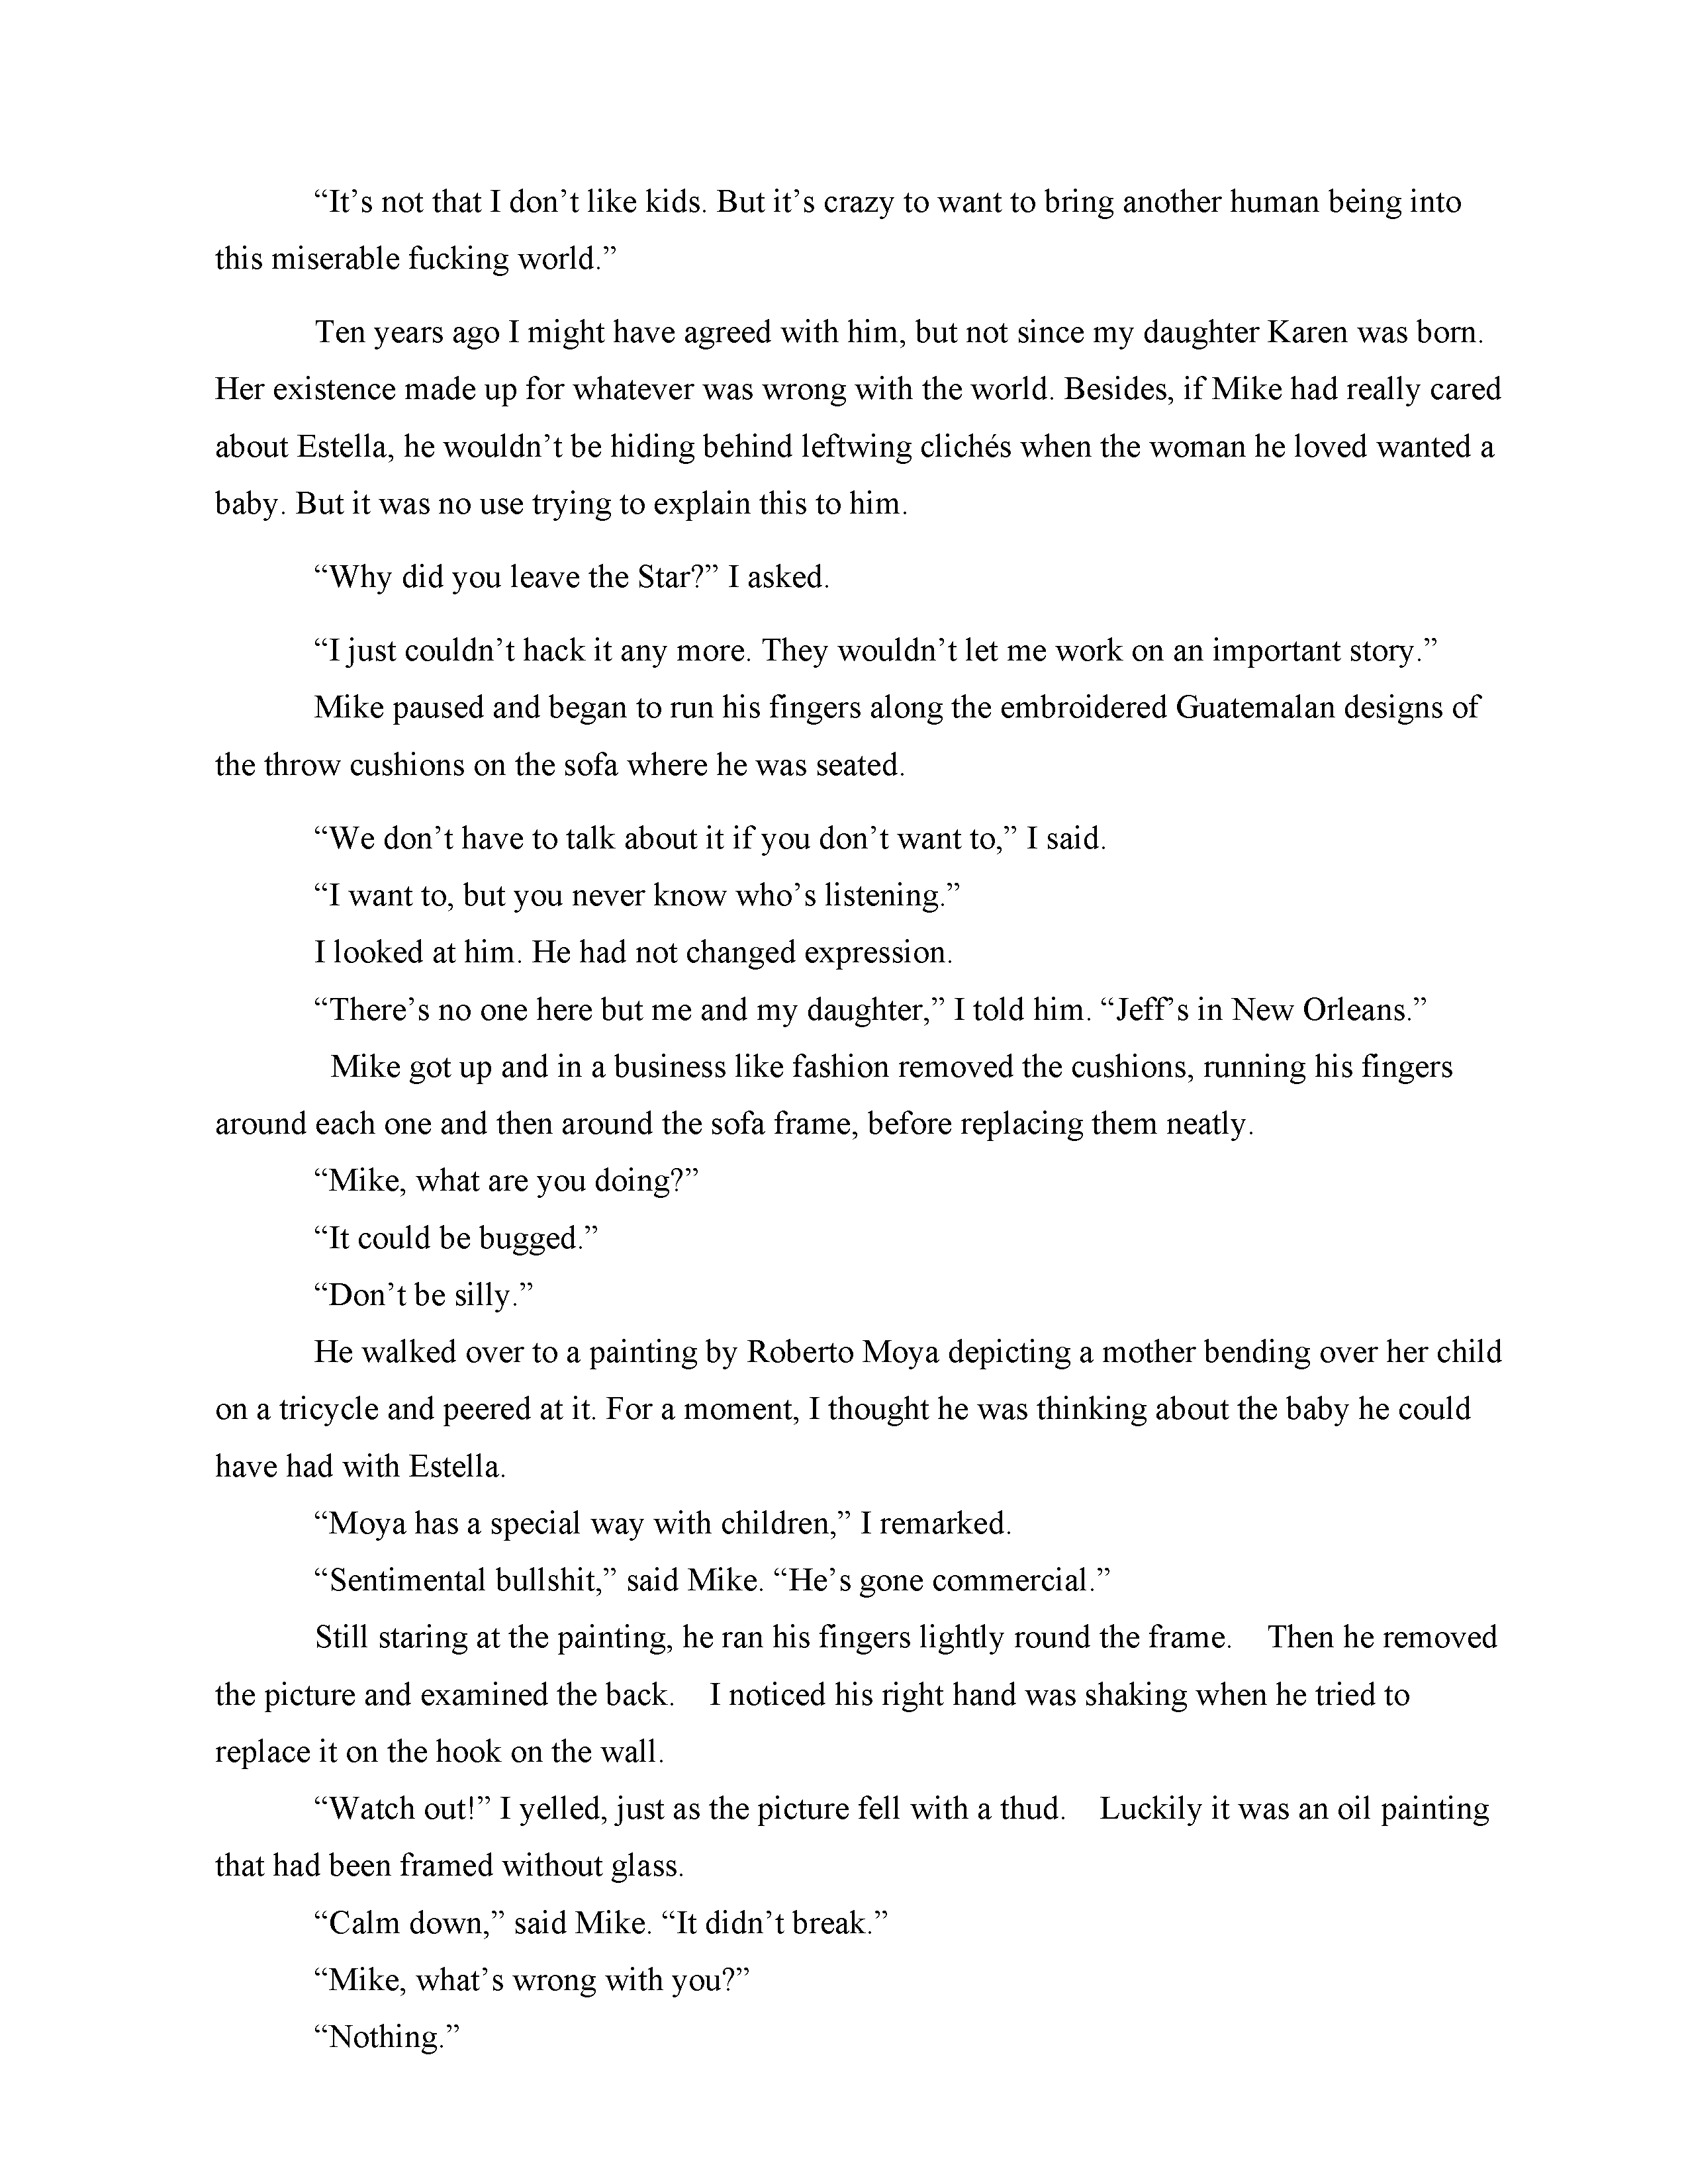 “It’s not that I don’t like kids. But it’s crazy to want to bring another human being into
this miserable fucking world.”
Ten years ago I might have agreed with him, but not since my daughter Karen was born.
Her existence made up for whatever was wrong with the world. Besides, if Mike had really cared
about Estella, he wouldn’t be hiding behind leftwing clichés when the woman he loved wanted a
baby. But it was no use trying to explain this to him.
“Why did you leave the Star?” I asked.
“I just couldn’t hack it any more. They wouldn’t let me work on an important story.”
Mike paused and began to run his fingers along the embroidered Guatemalan designs of
the throw cushions on the sofa where he was seated.
“We don’t have to talk about it if you don’t want to,” I said.
“I want to, but you never know who’s listening.”
I looked at him. He had not changed expression.
“There’s no one here but me and my daughter,” I told him. “Jeff’s in New Orleans.”
Mike got up and in a business like fashion removed the cushions, running his fingers
around each one and then around the sofa frame, before replacing them neatly.
“Mike, what are you doing?”
“It could be bugged.”
“Don’t be silly.”
He walked over to a painting by Roberto Moya depicting a mother bending over her child
on a tricycle and peered at it. For a moment, I thought he was thinking about the baby he could
have had with Estella.
“Moya has a special way with children,” I remarked.
“Sentimental bullshit,” said Mike. “He’s gone commercial.”
Still staring at the painting, he ran his fingers lightly round the frame.    Then he removed
the picture and examined the back.    I noticed his right hand was shaking when he tried to
replace it on the hook on the wall.
“Watch out!” I yelled, just as the picture fell with a thud.    Luckily it was an oil painting
that had been framed without glass.
“Calm down,” said Mike. “It didn’t break.”
“Mike, what’s wrong with you?”
“Nothing.”